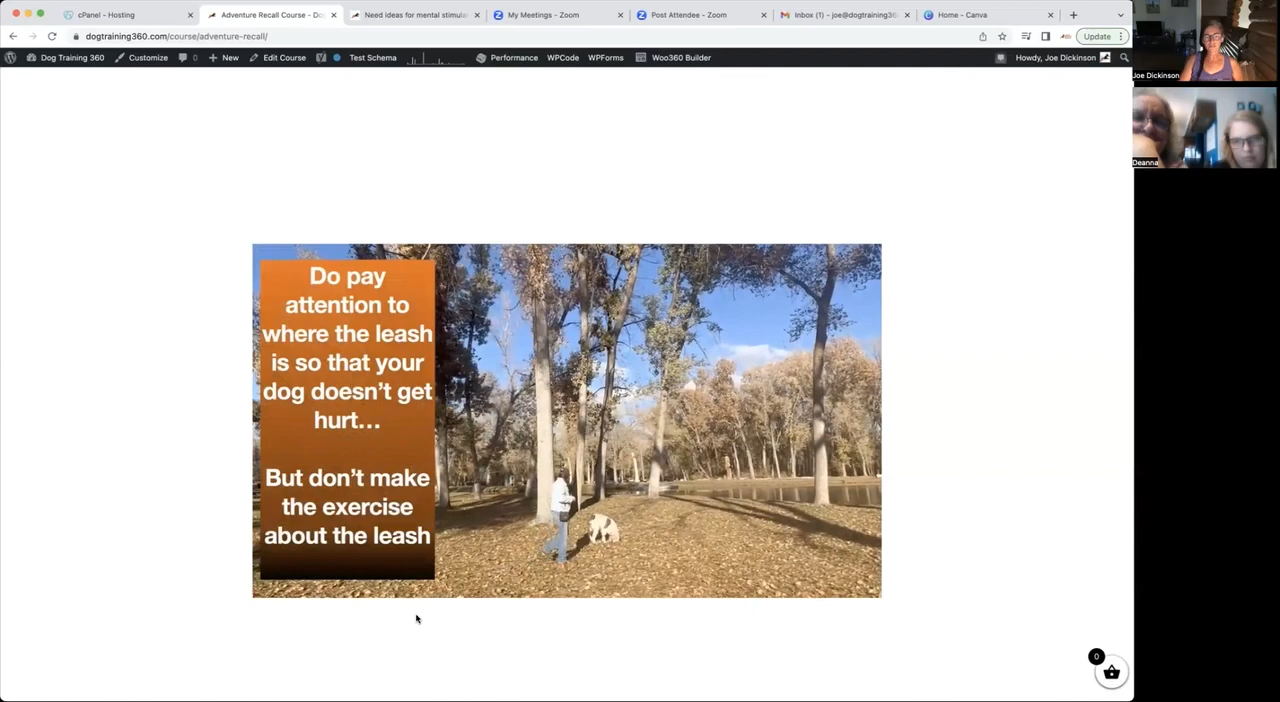 cPanel - Hosting
Adventure Recall Course - Do
Need ideas for mental stimula
My Meetings - Zoom
Post Attendee - Zoom
Inbox (1) - joe@dogtraining36
Home - Canva
dogtraining360.com/course/adventure-recall/
Update
Dog Training 360
Customize
0
New
Edit Course
Test Schema
Performance
WPCode
WPForms
Woo360 Builder
Howdy, Joe Dickinson
Joe Dickinson
Deanna
Do pay
attention to
where the leash
is so that your
dog doesn’t get
hurt...
But don’t make
the exercise
about the leash
0